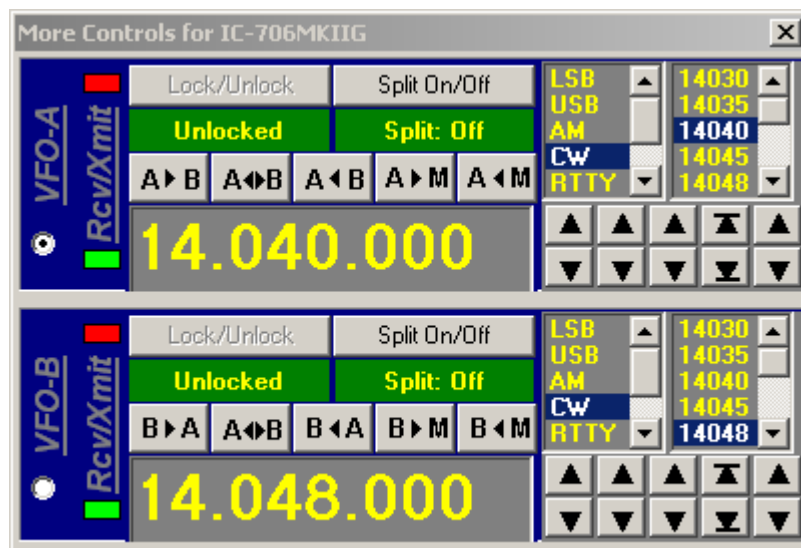 More Controls for IC-706MKIIG
VFO-A
Rcv/Xmit
Lock/Unlock Split On/Off
Unlocked Split: Off
A▶B A◀▶B A◀B A▶M A◀M
14.040.000
LSB
USB
AM
CW
RTTY
14030
14035
14040
14045
14048
VFO-B
Rcv/Xmit
Lock/Unlock Split On/Off
Unlocked Split: Off
B▶A A◀▶B B◀A B▶M B◀M
14.048.000
LSB
USB
AM
CW
RTTY
14030
14035
14040
14045
14048